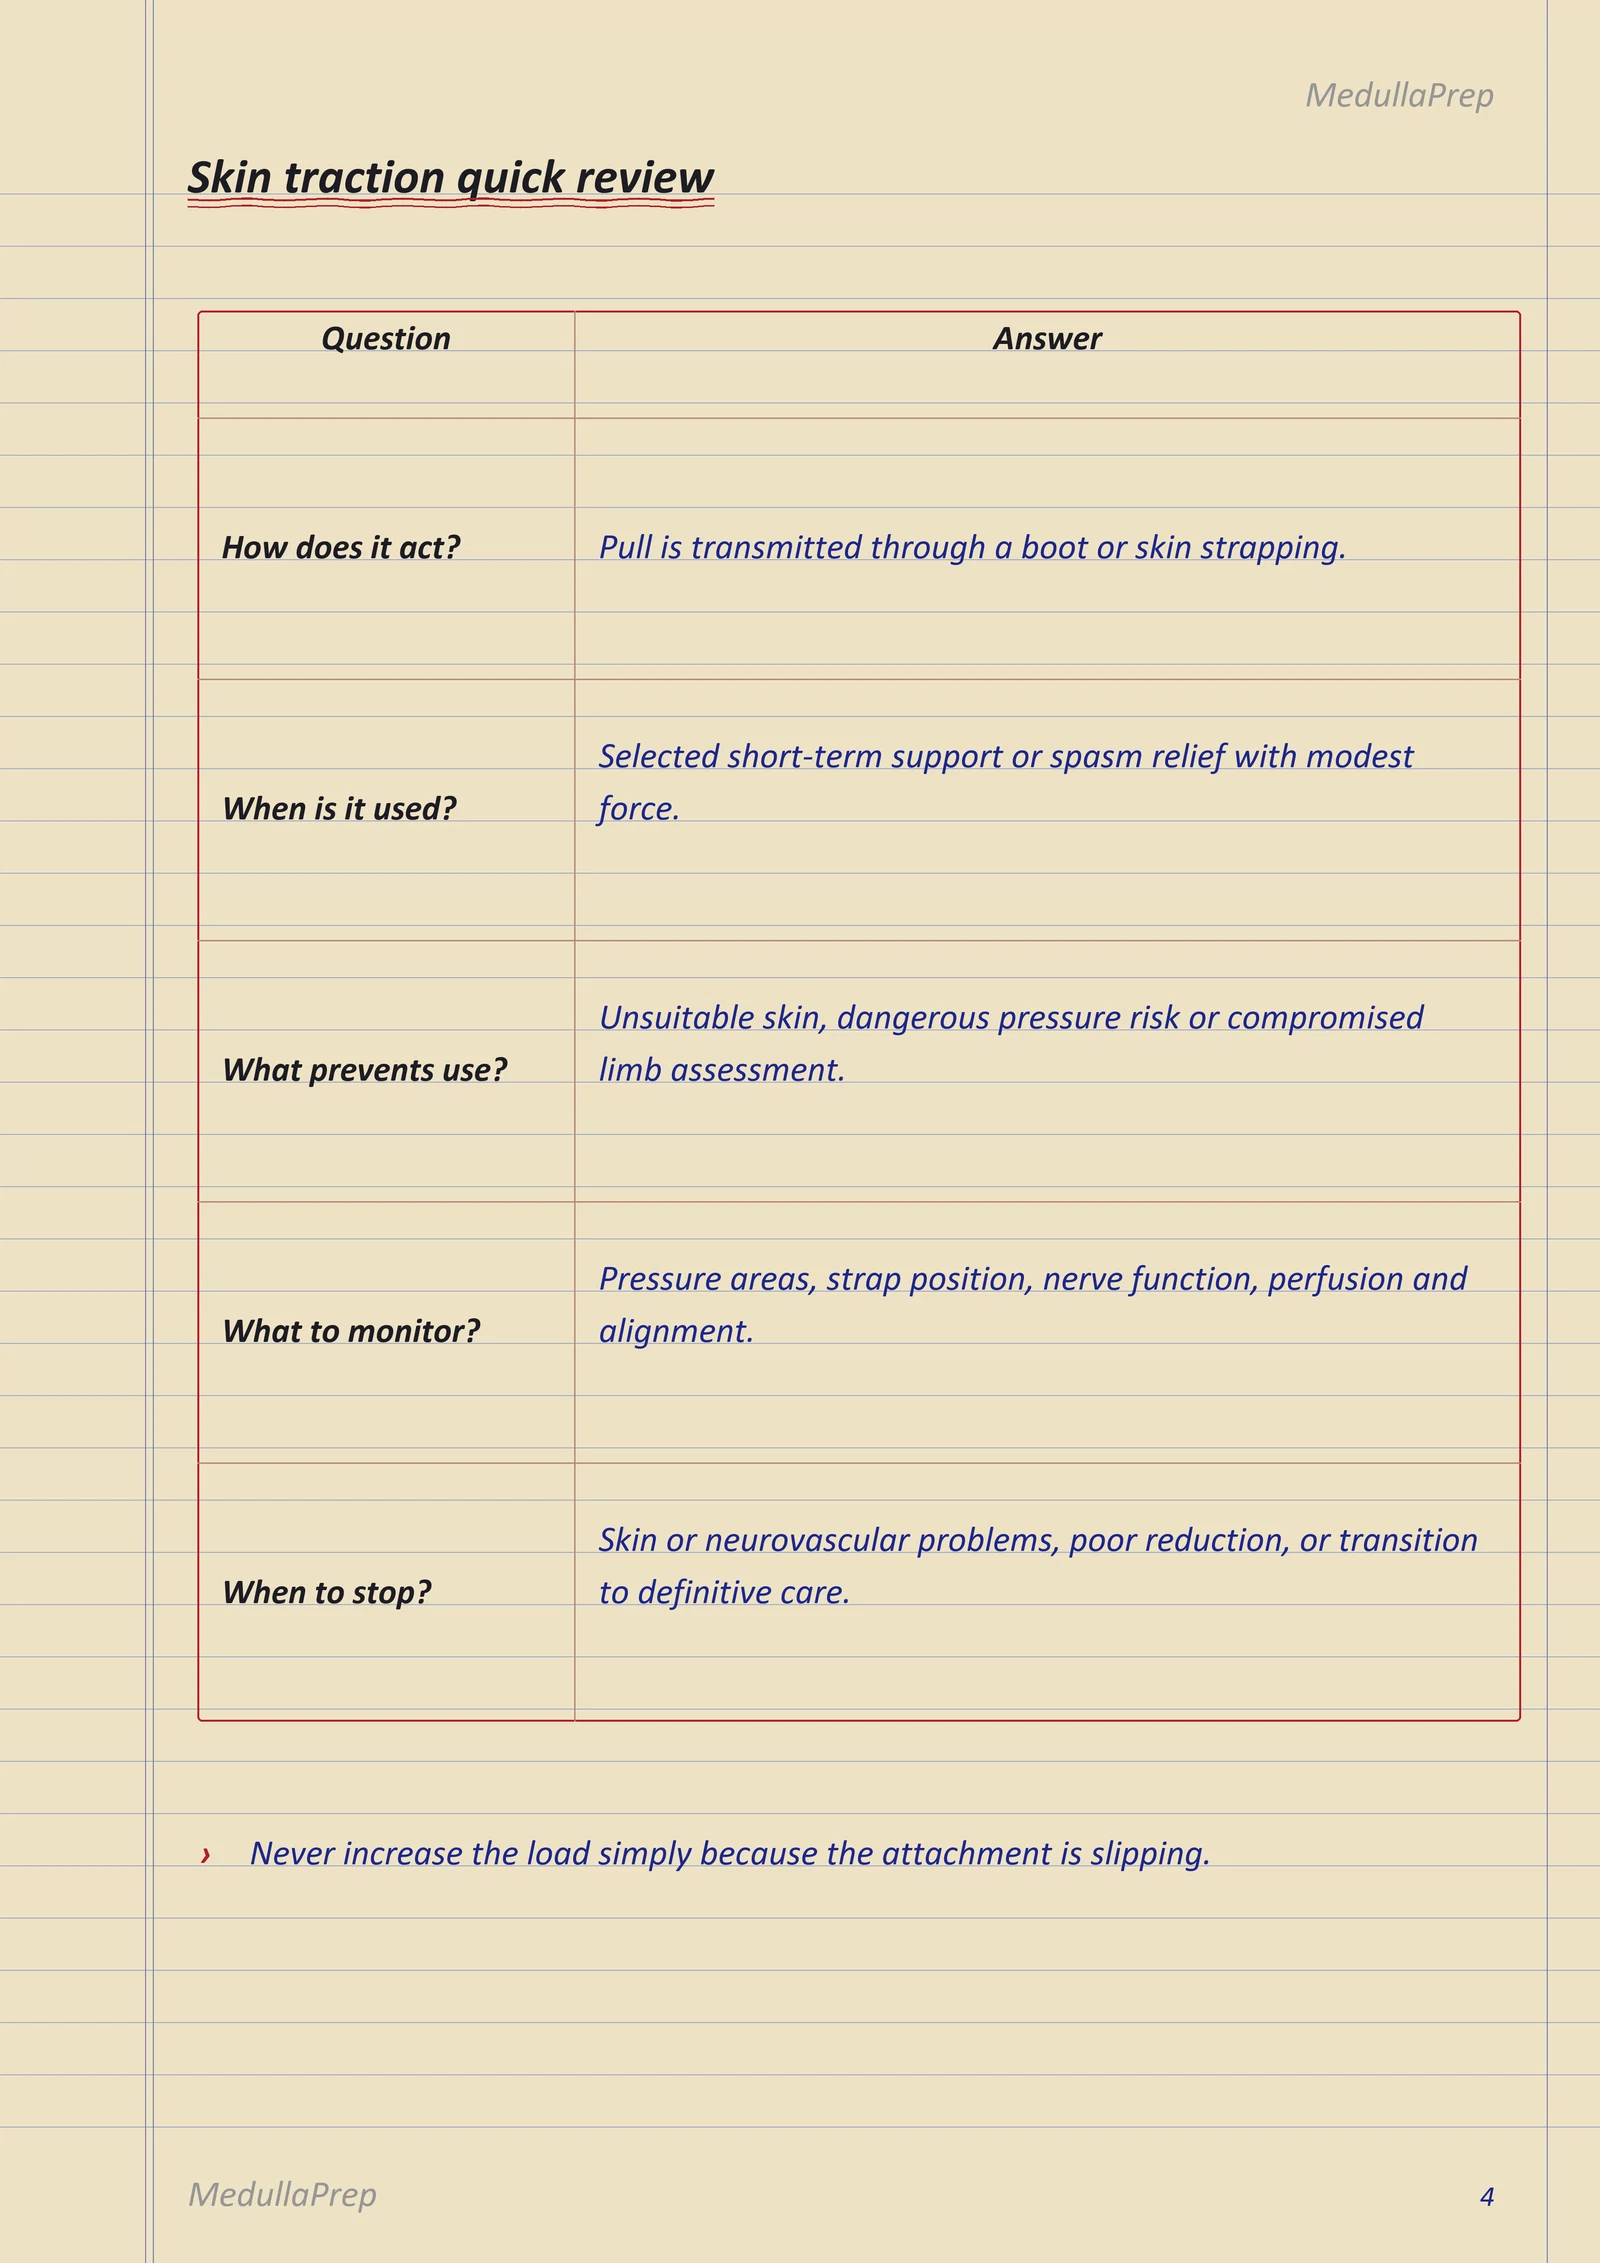 MedullaPrep
Skin traction quick review
Question Answer
How does it act? Pull is transmitted through a boot or skin strapping.
Selected short-term support or spasm relief with modest
When is it used? force.
Unsuitable skin, dangerous pressure risk or compromised
What prevents use? limb assessment.
Pressure areas, strap position, nerve function, perfusion and
What to monitor? alignment.
Skin or neurovascular problems, poor reduction, or transition
When to stop? to definitive care.
› Never increase the load simply because the attachment is slipping.
MedullaPrep 4